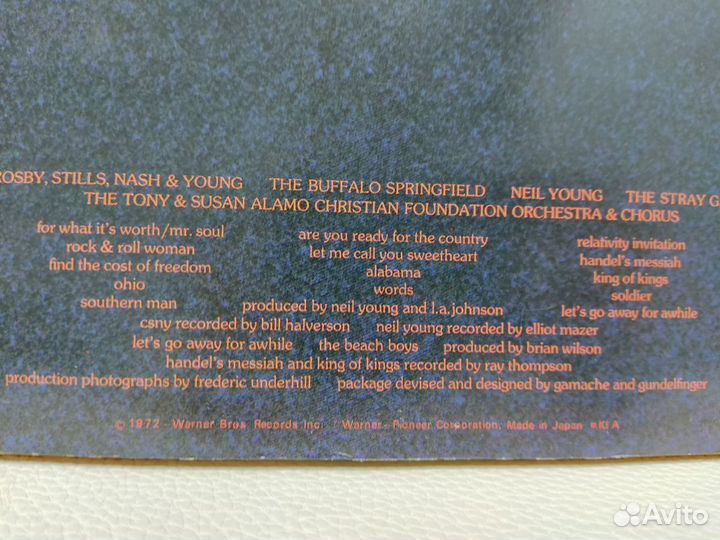 ROSBY, STILLS, NASH & YOUNG THE BUFFALO SPRINGFIELD NEIL YOUNG THE STRAY G
THE TONY & SUSAN ALAMO CHRISTIAN FOUNDATION ORCHESTRA & CHORUS
for what it's worth/mr. soul
rock & roll woman
find the cost of freedom
ohio
southern man
are you ready for the country
let me call you sweetheart
alabama
words
relativity invitation
handel's messiah
king of kings
soldier
let's go away for awhile
produced by neil young and l.a. johnson
csny recorded by bill halverson neil young recorded by elliot mazer
let's go away for awhile the beach boys produced by brian wilson
handel's messiah and king of kings recorded by ray thompson
production photographs by frederic underhill package devised and designed by gamache and gundelfinger
© 1972 · Warner Bros. Records Inc. / Warner - Pioneer Corporation, Made in Japan
Avito